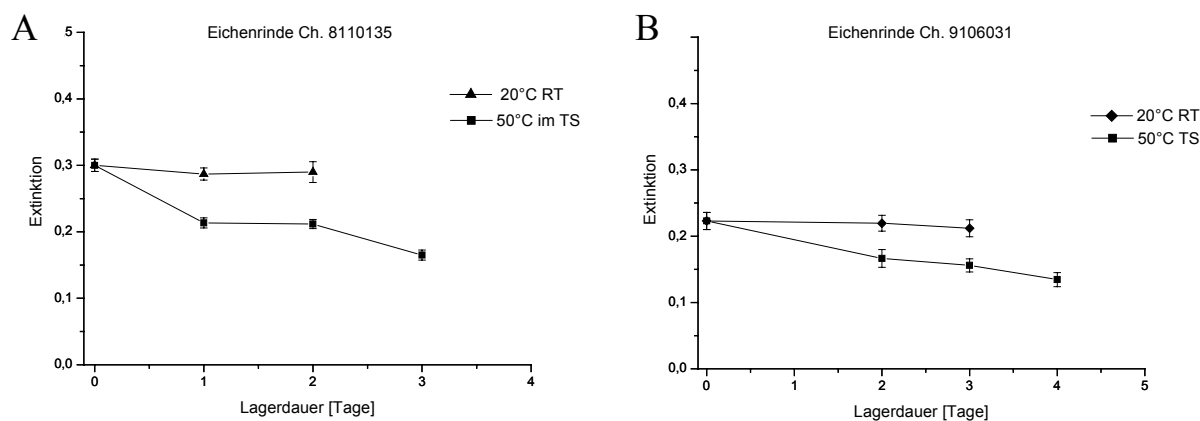 A
Eichenrinde Ch. 8110135
5
0,4
0,3
0,2
0,1
0,0
Extinktion
20°C RT
50°C im TS
0 1 2 3 4
Lagerdauer [Tage]
B
Eichenrinde Ch. 9106031
0,4
0,3
0,2
0,1
0,0
Extinktion
20°C RT
50°C TS
0 1 2 3 4 5
Lagerdauer [Tage]